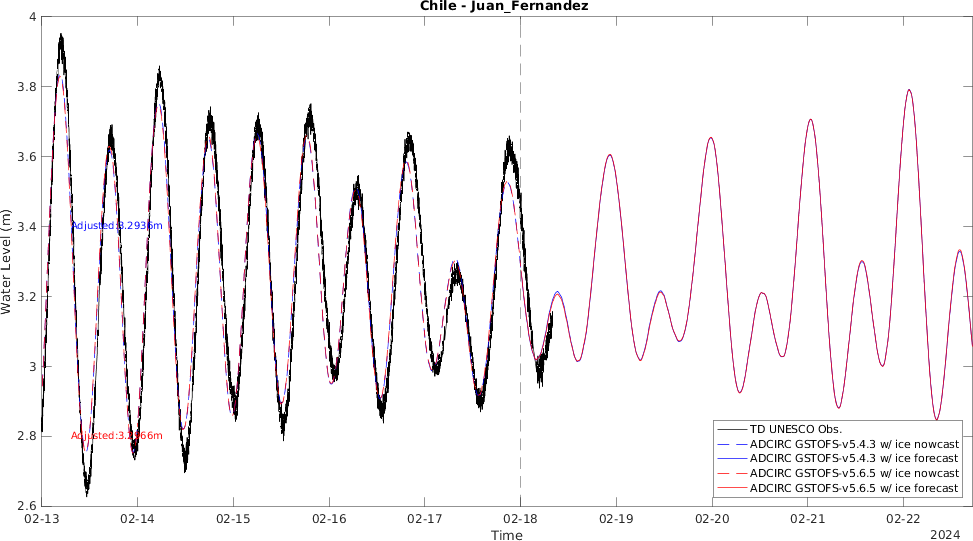 Chile - Juan_Fernandez
4
3.8
3.6
3.4
3.2
3
2.8
2.6
Water Level (m)
Adjusted:3.2936m
Adjusted:3.2966m
TD UNESCO Obs.
ADCIRC GSTOFS-v5.4.3 w/ ice nowcast
ADCIRC GSTOFS-v5.4.3 w/ ice forecast
ADCIRC GSTOFS-v5.6.5 w/ ice nowcast
ADCIRC GSTOFS-v5.6.5 w/ ice forecast
02-13 02-14 02-15 02-16 02-17 02-18 02-19 02-20 02-21 02-22
Time
2024